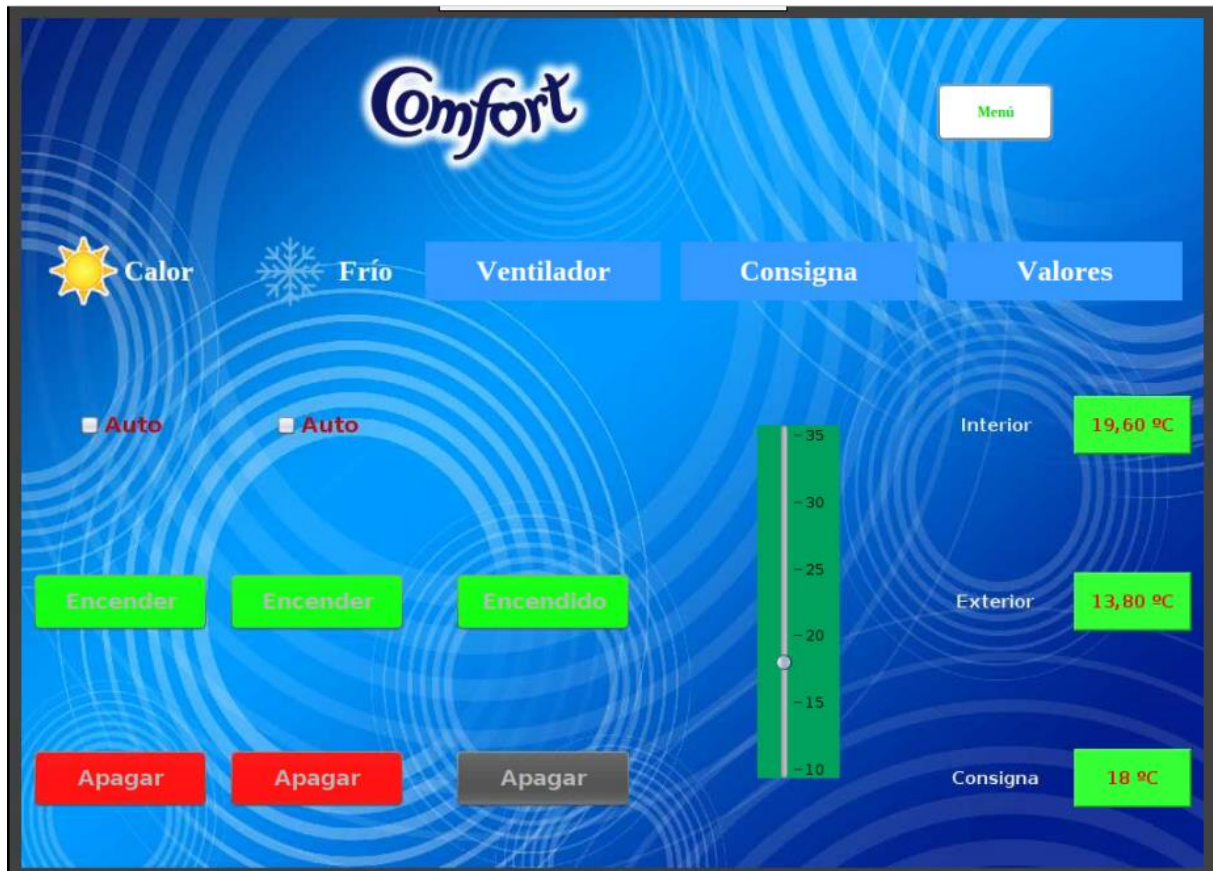 Comfort
Menú
Calor
Frío
Ventilador
Consigna
Valores
Auto
Auto
Interior
19,60 ºC
-35
-30
-25
-20
-15
-10
Encender
Encender
Encendido
Exterior
13,80 ºC
Apagar
Apagar
Apagar
Consigna
18 ºC